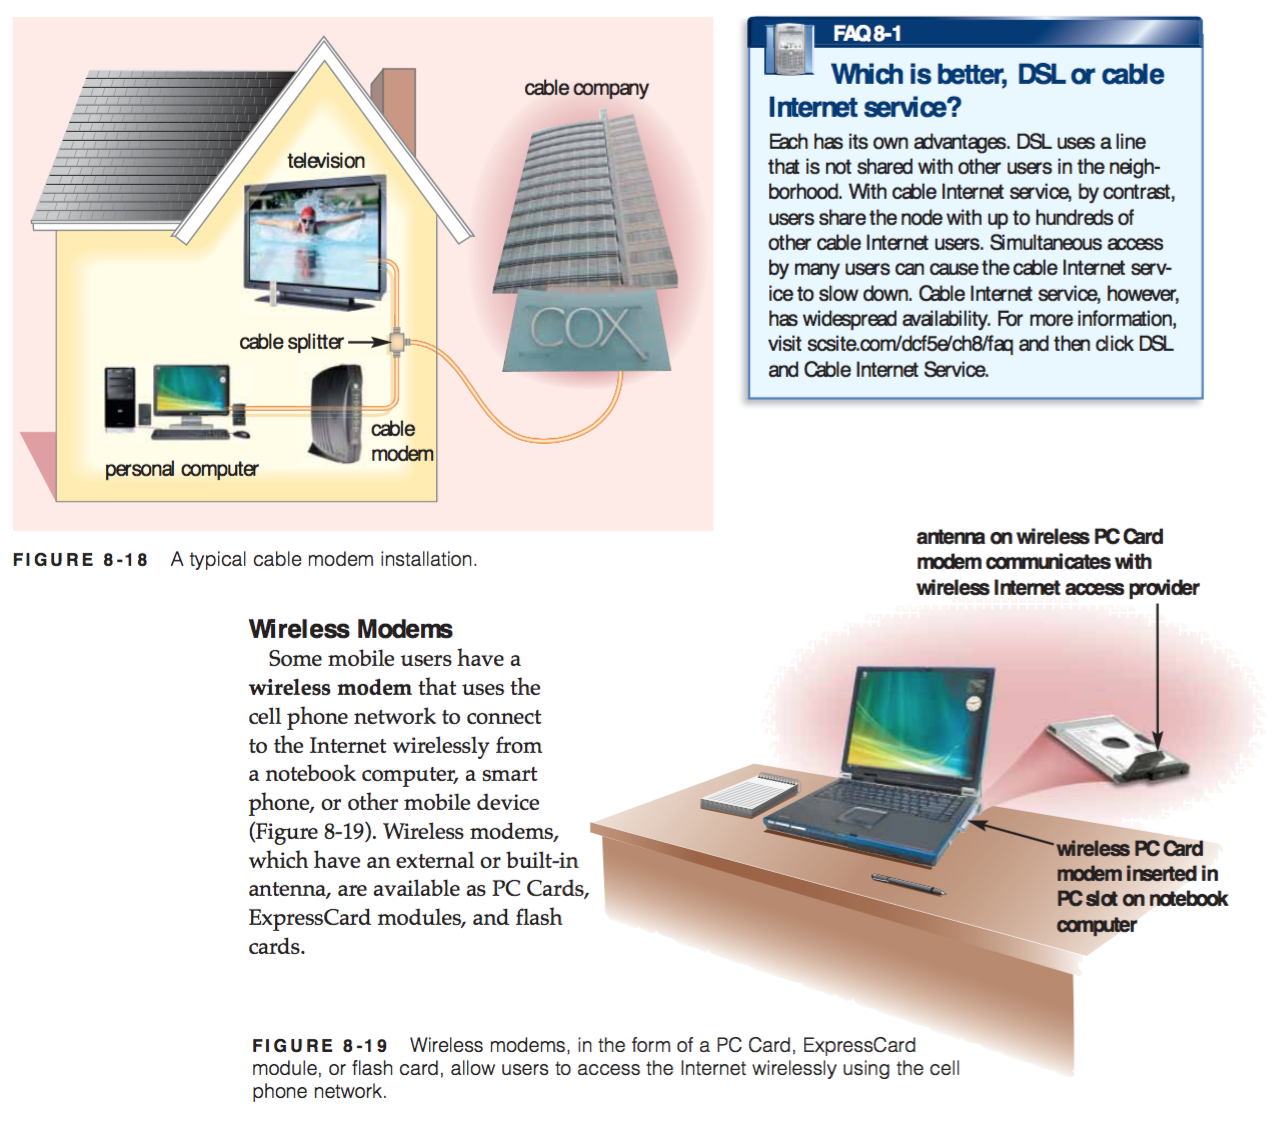 television
cable company
COX
cable splitter
cable
modem
personal computer
FIGURE 8-18 A typical cable modem installation.
FAQ 8-1
Which is better, DSL or cable
Internet service?
Each has its own advantages. DSL uses a line
that is not shared with other users in the neigh-
borhood. With cable Internet service, by contrast,
users share the node with up to hundreds of
other cable Internet users. Simultaneous access
by many users can cause the cable Internet serv-
ice to slow down. Cable Internet service, however,
has widespread availability. For more information,
visit scsite.com/dcf5e/ch8/faq and then click DSL
and Cable Internet Service.
Wireless Modems
Some mobile users have a
wireless modem that uses the
cell phone network to connect
to the Internet wirelessly from
a notebook computer, a smart
phone, or other mobile device
(Figure 8-19). Wireless modems,
which have an external or built-in
antenna, are available as PC Cards,
ExpressCard modules, and flash
cards.
antenna on wireless PC Card
modem communicates with
wireless Internet access provider
wireless PC Card
modem inserted in
PC slot on notebook
computer
FIGURE 8-19 Wireless modems, in the form of a PC Card, ExpressCard
module, or flash card, allow users to access the Internet wirelessly using the cell
phone network.